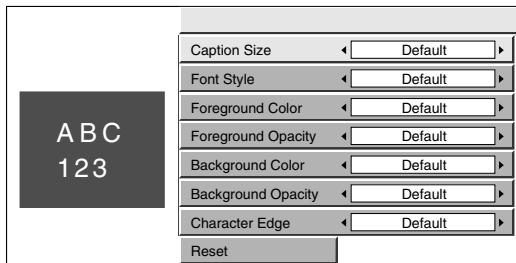 ABC
123
Caption Size Default
Font Style Default
Foreground Color Default
Foreground Opacity Default
Background Color Default
Background Opacity Default
Character Edge Default
Reset